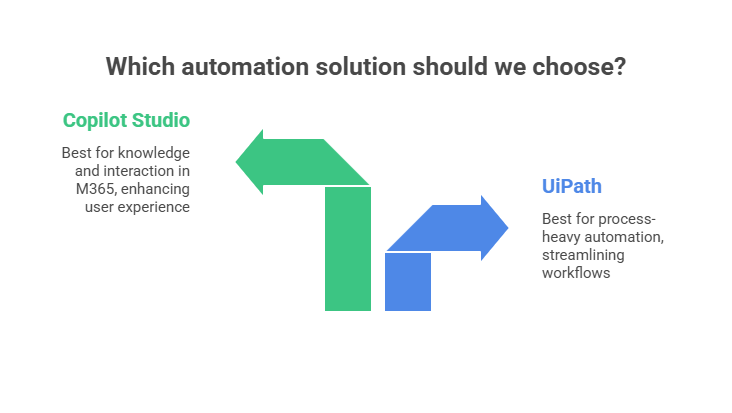 Which automation solution should we choose?
Copilot Studio
Best for knowledge
and interaction in
M365, enhancing
user experience
UiPath
Best for process-
heavy automation,
streamlining
workflows